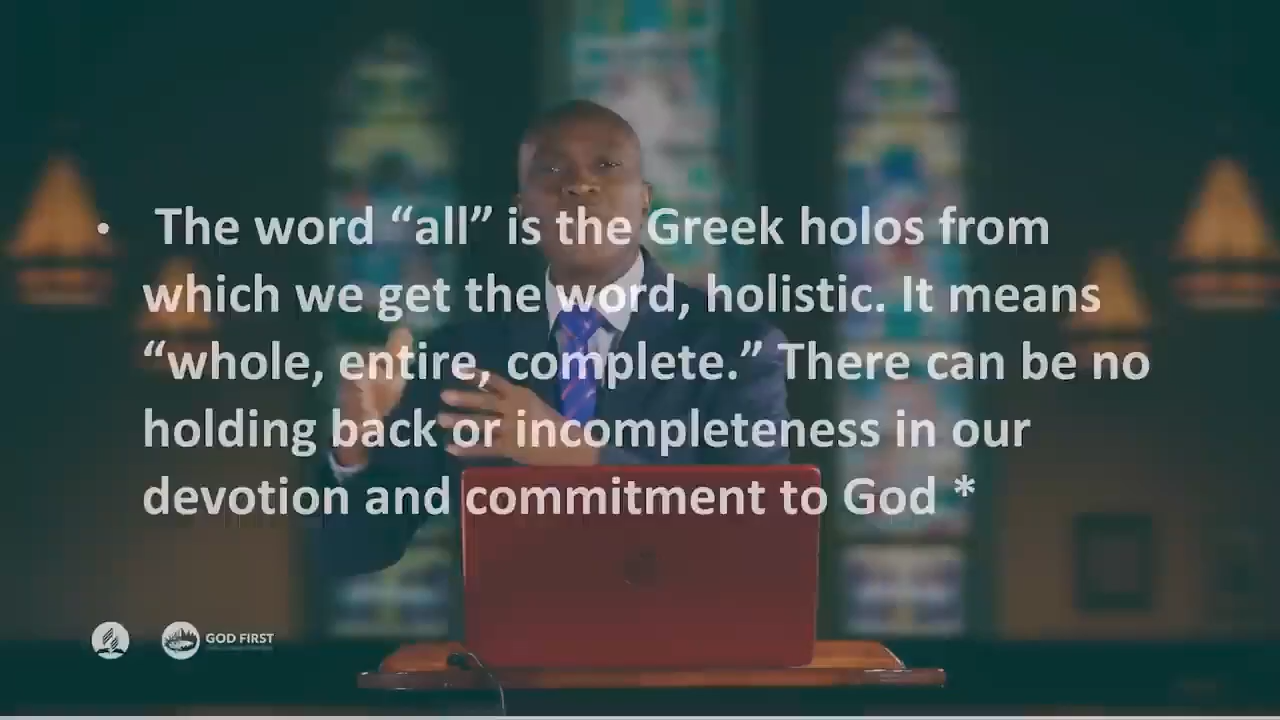 • The word “all” is the Greek holos from
which we get the word, holistic. It means
“whole, entire, complete.” There can be no
holding back or incompleteness in our
devotion and commitment to God *
GOD FIRST